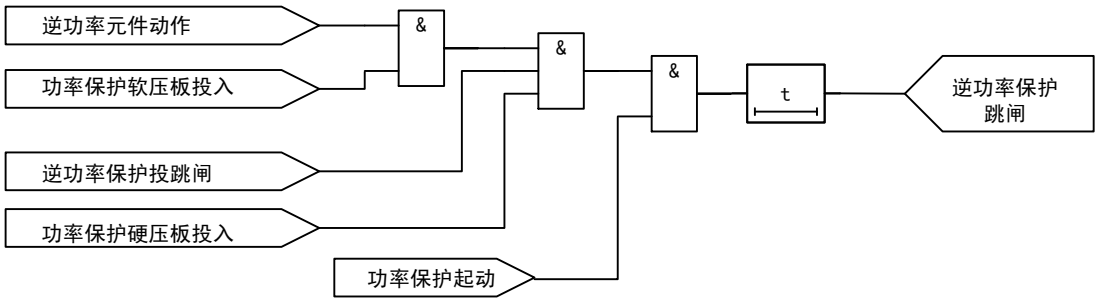 逆功率元件动作
&
功率保护软压板投入
&
&
t
逆功率保护
跳闸
逆功率保护投跳闸
功率保护硬压板投入
功率保护起动